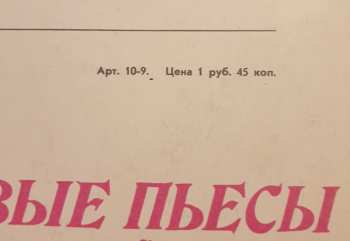 Арт. 10-9. Цена 1 руб. 45 коп.
ВЫЕ ПЬЕСЫ